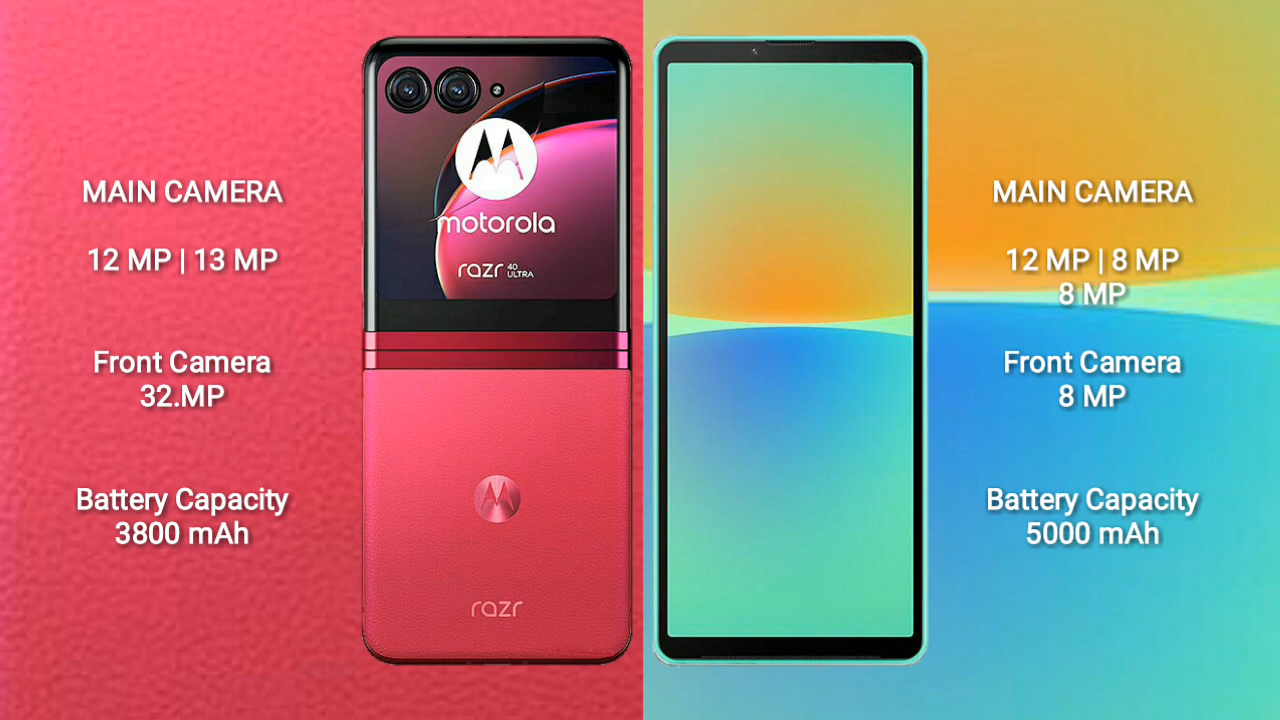 MAIN CAMERA
12 MP | 13 MP
Front Camera
32.MP
Battery Capacity
3800 mAh
motorola
razr 40 ULTRA
razr
MAIN CAMERA
12 MP | 8 MP
8 MP
Front Camera
8 MP
Battery Capacity
5000 mAh